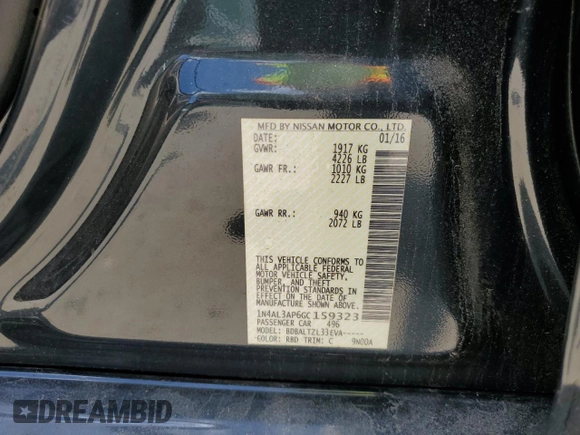 MFD BY NISSAN MOTOR CO., LTD.
DATE: 01/16
GVWR: 1917 KG
4226 LB
GAWR FR.: 1010 KG
2227 LB
GAWR RR.: 940 KG
2072 LB
THIS VEHICLE CONFORMS TO
ALL APPLICABLE FEDERAL
MOTOR VEHICLE SAFETY,
BUMPER, AND THEFT
PREVENTION STANDARDS
IN EFFECT ON THE DATE OF
MANUFACTURE SHOWN ABOVE.
1N4AL3AP6GC159323
PASSENGER CAR 496
MODEL: BDBALTZL33EVA-----
COLOR: RBD TRIM: C 9N00A
DREAMBID